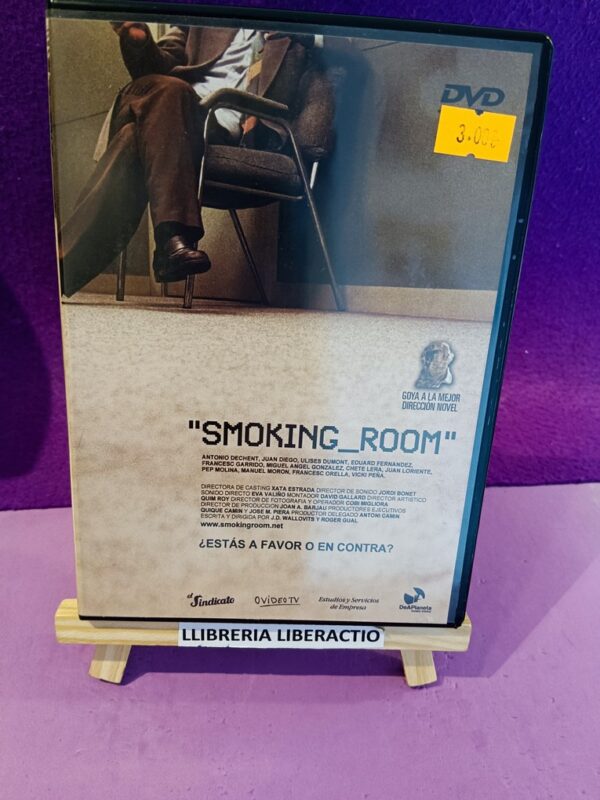 DVD
3.00€
GOYA A LA MEJOR
DIRECCIÓN NOVEL
"SMOKING_ROOM"
ANTONIO DECHENT, JUAN DIEGO, ULISES DUMONT, EDUARD FERNANDEZ,
FRANCESC GARRIDO, MIGUEL ANGEL GONZALEZ, CHETE LERA, JUAN LORIENTE,
PEP MOLINA, MANUEL MORON, FRANCESC ORELLA, VICKI PEÑA,
DIRECTORA DE CASTING XATA ESTRADA DIRECTOR DE SONIDO JORDI BONET
SONIDO DIRECTO EVA VALIÑO MONTADOR DAVID GALLARD DIRECTOR ARTISTICO
QUIM ROY DIRECTOR DE FOTOGRAFIA Y OPERADOR COBI MIGLIORA
DIRECTOR DE PRODUCCION JOAN A. BARJAU PRODUCTORES EJECUTIVOS
QUIQUE CAMIN Y JOSE M. PIERA PRODUCTOR DELEGADO ANTONI CAMIN
ESCRITA Y DIRIGIDA POR J.D. WALLOVITS Y ROGER GUAL
www.smokingroom.net
¿ESTÁS A FAVOR O EN CONTRA?
el Sindicato
OVIDEO TV
Estudios y Servicios
de Empresa
DeAPlaneta
LLIBRERIA LIBERACTIO